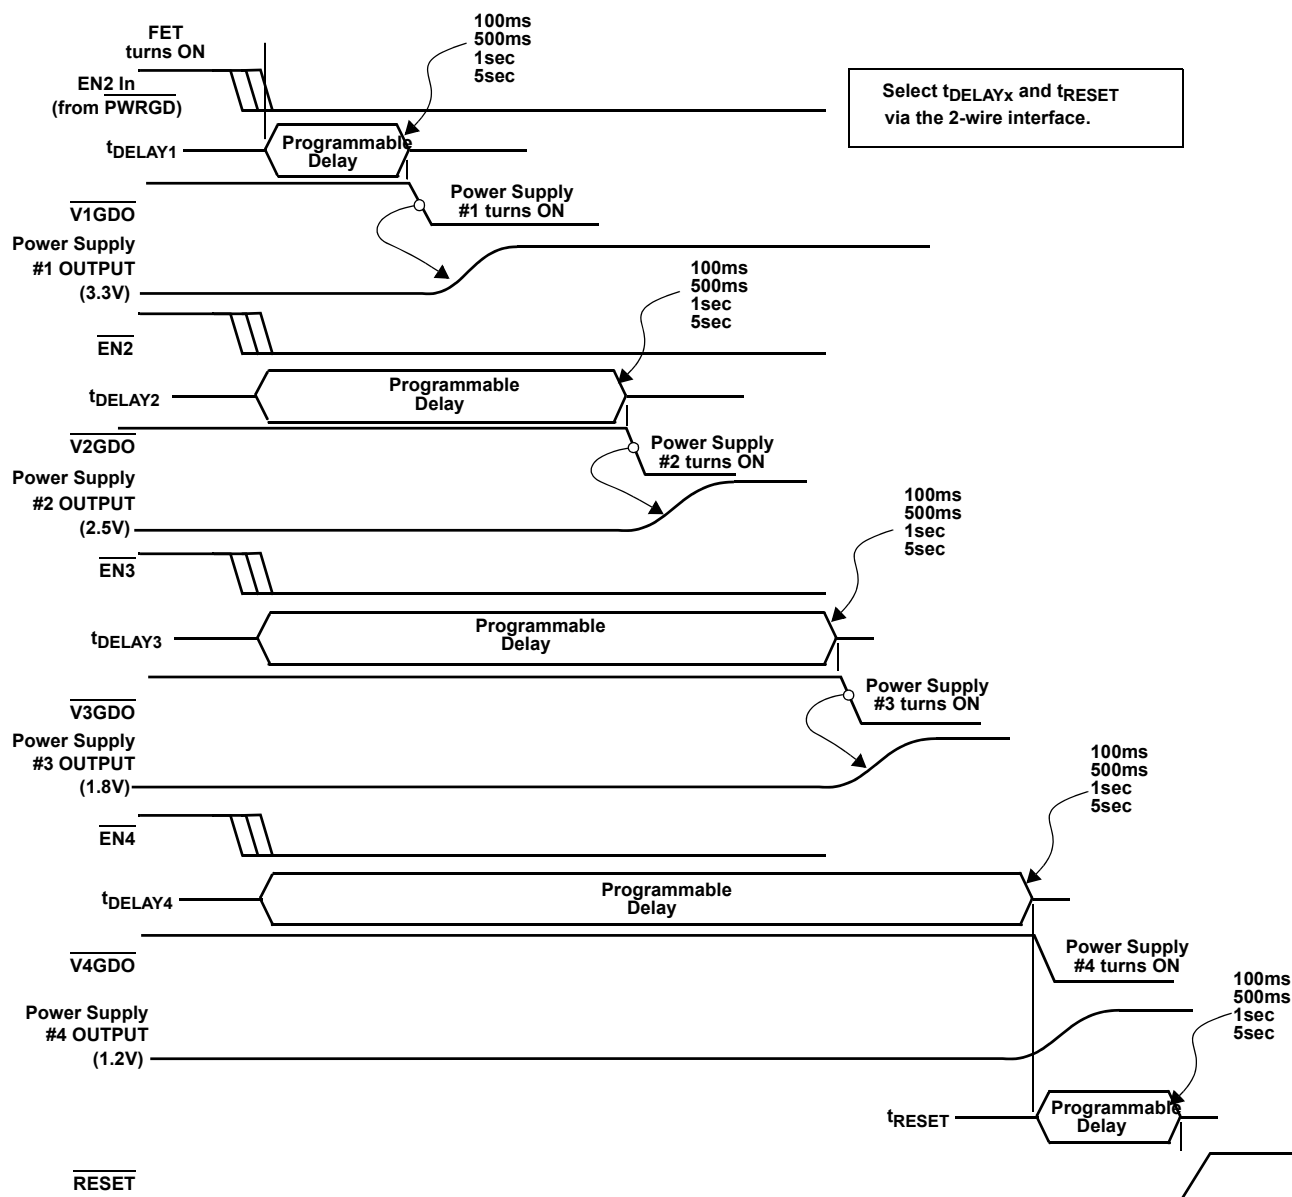 FET
turns ON
100ms
500ms
1sec
5sec
EN2 In
(from PWRGD)
Select tDELAYx and tRESET
via the 2-wire interface.
tDELAY1
Programmable
Delay
V1GDO
Power Supply
#1 turns ON
Power Supply
#1 OUTPUT
(3.3V)
100ms
500ms
1sec
5sec
EN2
tDELAY2
Programmable
Delay
V2GDO
Power Supply
#2 turns ON
Power Supply
#2 OUTPUT
(2.5V)
100ms
500ms
1sec
5sec
EN3
tDELAY3
Programmable
Delay
V3GDO
Power Supply
#3 turns ON
Power Supply
#3 OUTPUT
(1.8V)
100ms
500ms
1sec
5sec
EN4
tDELAY4
Programmable
Delay
V4GDO
Power Supply
#4 turns ON
Power Supply
#4 OUTPUT
(1.2V)
100ms
500ms
1sec
5sec
tRESET
Programmable
Delay
RESET